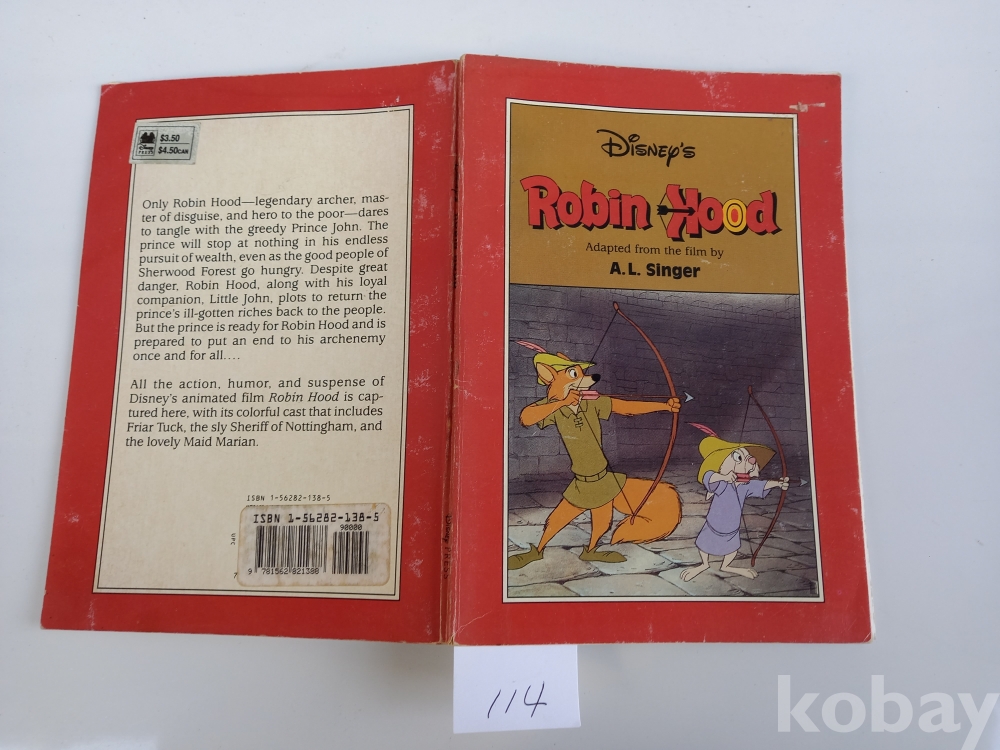 $3.50
Disney
PRESS
$4.50CAN
Only Robin Hood—legendary archer, mas-
ter of disguise, and hero to the poor—dares
to tangle with the greedy Prince John. The
prince will stop at nothing in his endless
pursuit of wealth, even as the good people of
Sherwood Forest go hungry. Despite great
danger, Robin Hood, along with his loyal
companion, Little John, plots to return the
prince's ill-gotten riches back to the people.
But the prince is ready for Robin Hood and is
prepared to put an end to his archenemy
once and for all....
All the action, humor, and suspense of
Disney's animated film Robin Hood is cap-
tured here, with its colorful cast that includes
Friar Tuck, the sly Sheriff of Nottingham, and
the lovely Maid Marian.
ISBN 1-56282-138-5
ISBN 1-56282-138-5
90000
9 781562 821388
UPC
7
DISNEY'S
Robin Hood
Adapted from the film by
A.L. Singer
114
kobay